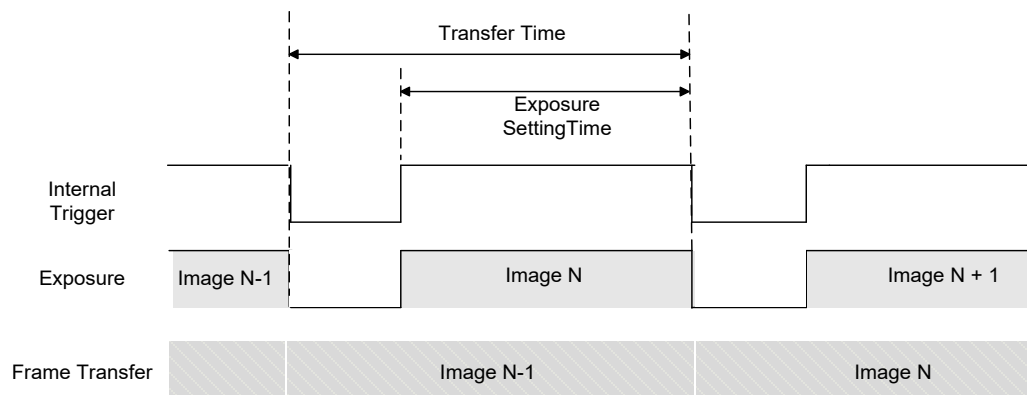 Transfer Time
Exposure
SettingTime
Internal
Trigger
Exposure
Image N-1
Image N
Image N + 1
Frame Transfer
Image N-1
Image N